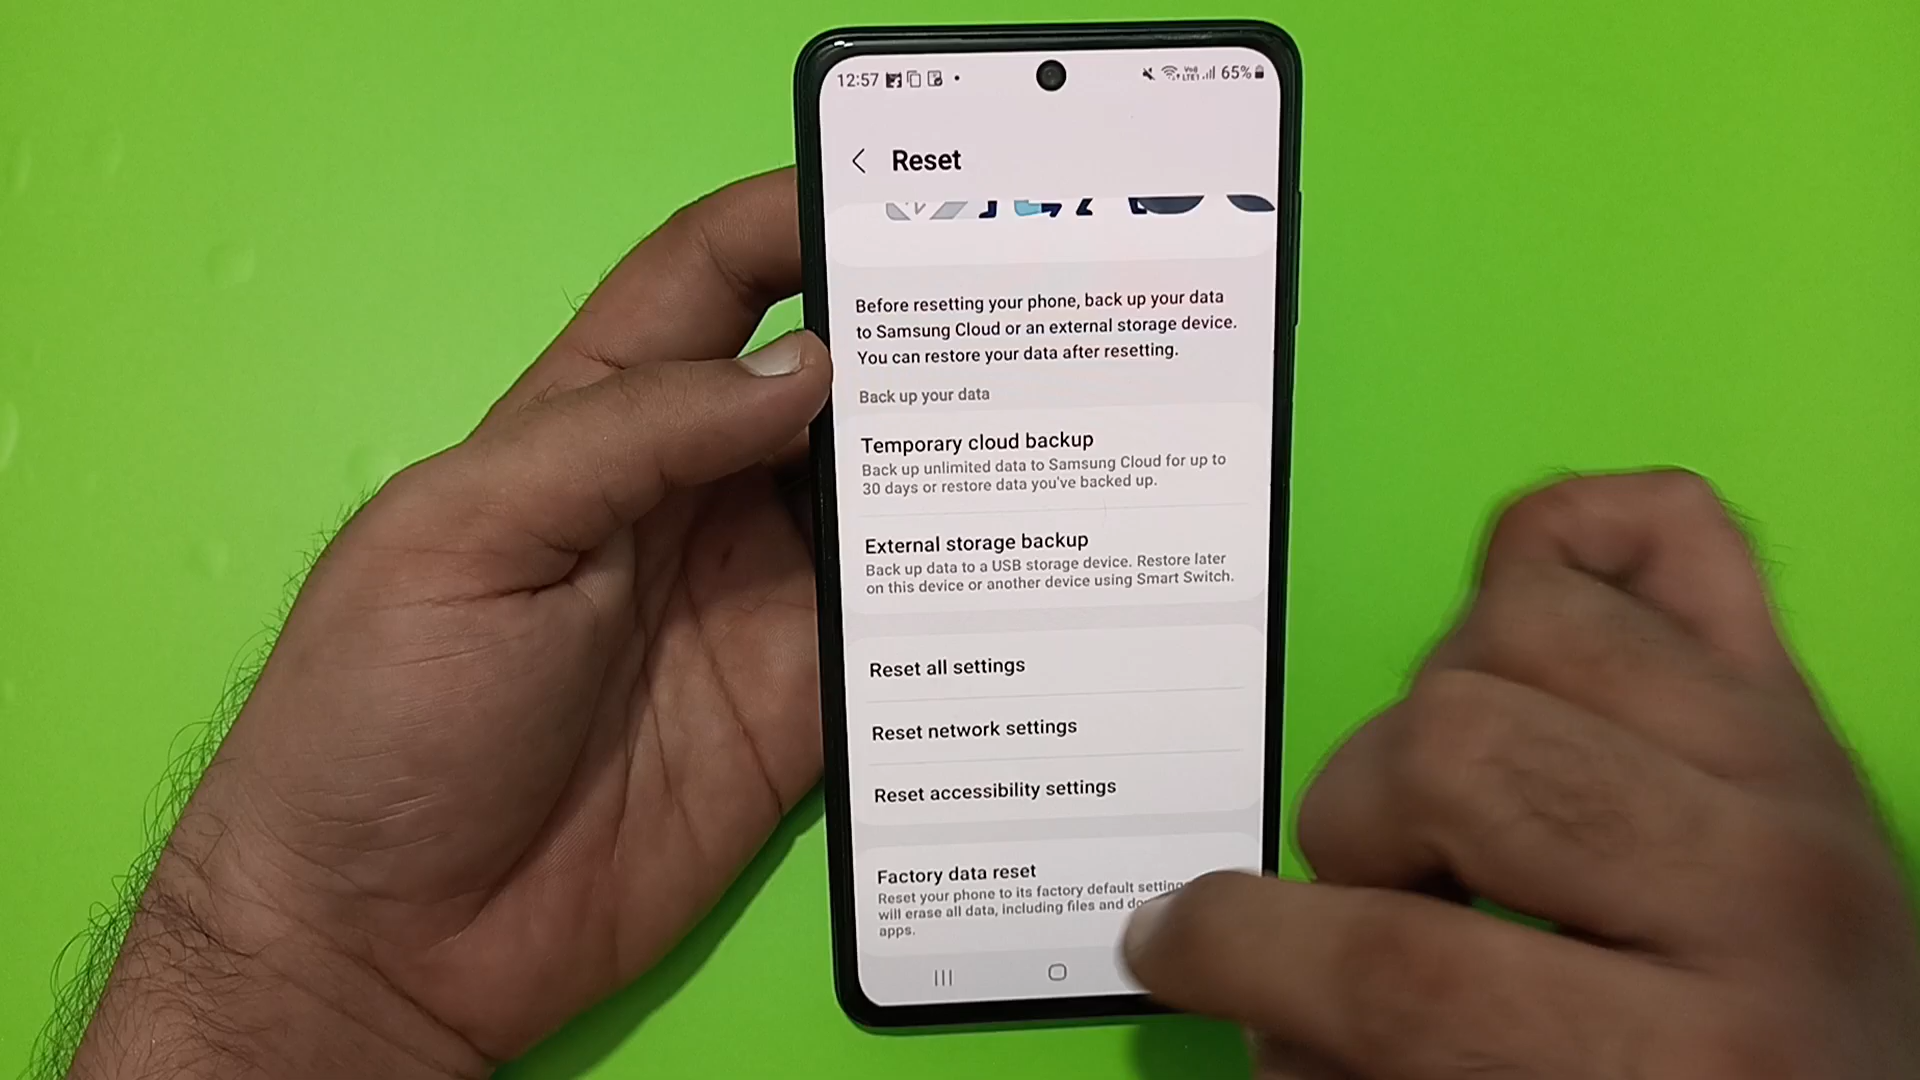 12:57
65%
Reset
Before resetting your phone, back up your data
to Samsung Cloud or an external storage device.
You can restore your data after resetting.
Back up your data
Temporary cloud backup
Back up unlimited data to Samsung Cloud for up to
30 days or restore data you've backed up.
External storage backup
Back up data to a USB storage device. Restore later
on this device or another device using Smart Switch.
Reset all settings
Reset network settings
Reset accessibility settings
Factory data reset
Reset your phone to its factory default
will erase all data, including files and
apps.